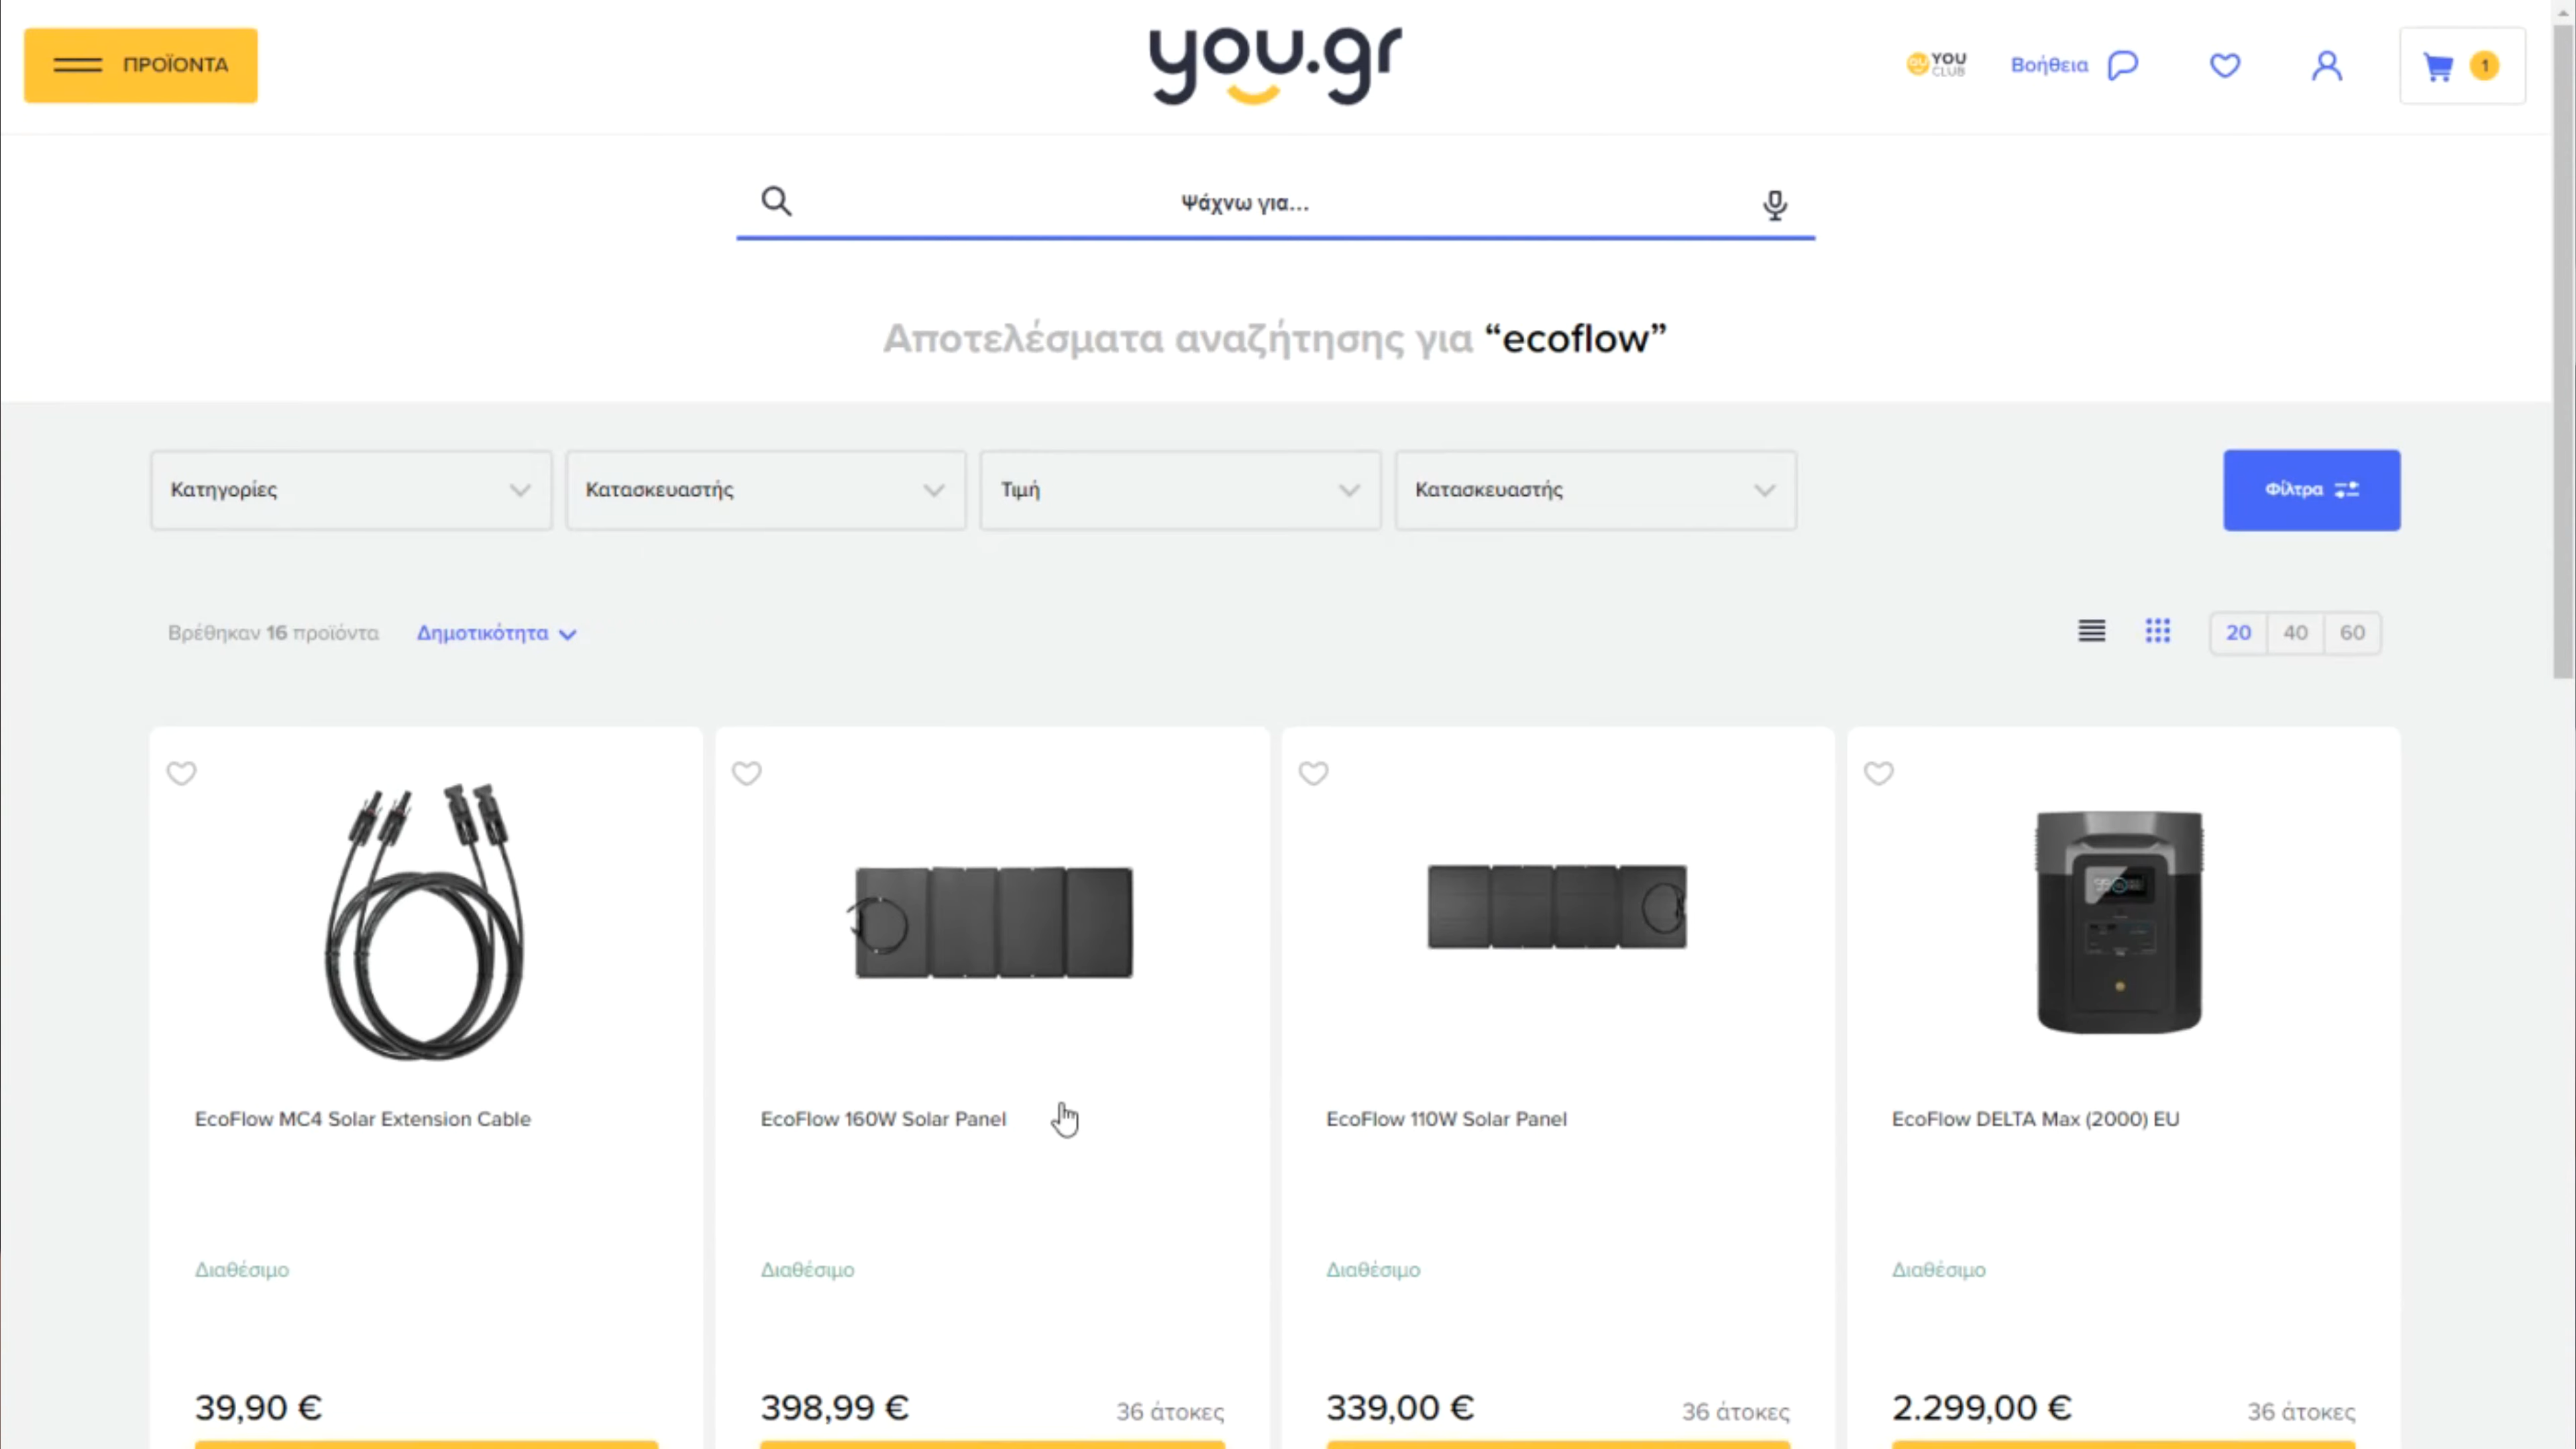 ΠΡΟΪΟΝΤΑ
you.gr
YOU
CLUB
Βοήθεια
1
Ψάχνω για...
Αποτελέσματα αναζήτησης για “ecoflow”
Κατηγορίες
Κατασκευαστής
Τιμή
Κατασκευαστής
Φίλτρα
Βρέθηκαν 16 προϊόντα
Δημοτικότητα
20 40 60
EcoFlow MC4 Solar Extension Cable
EcoFlow 160W Solar Panel
EcoFlow 110W Solar Panel
EcoFlow DELTA Max (2000) EU
Διαθέσιμο
Διαθέσιμο
Διαθέσιμο
Διαθέσιμο
39,90 €
398,99 €
36 άτοκες
339,00 €
36 άτοκες
2.299,00 €
36 άτοκες